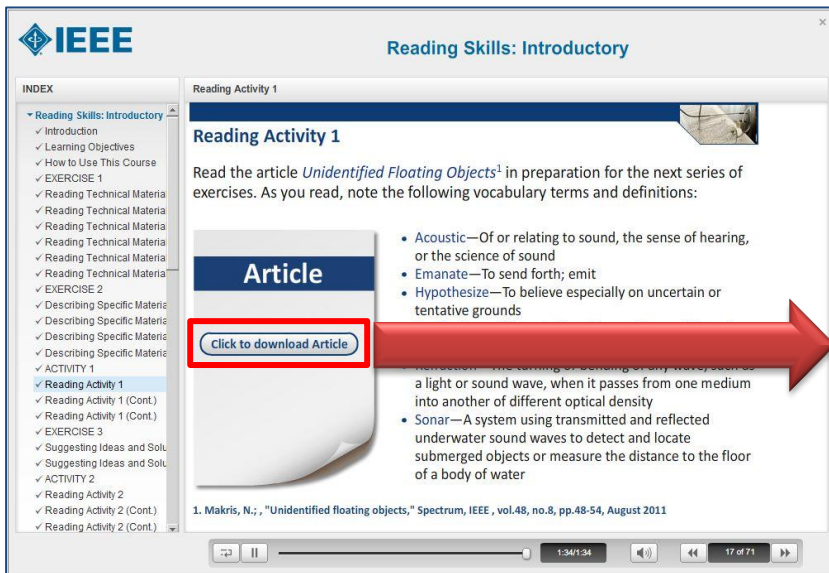 IEEE
Reading Skills: Introductory
INDEX
Reading Skills: Introductory
Introduction
Learning Objectives
How to Use This Course
EXERCISE 1
Reading Technical Materia
Reading Technical Materia
Reading Technical Materia
Reading Technical Materia
Reading Technical Materia
Reading Technical Materia
EXERCISE 2
Describing Specific Materia
Describing Specific Materia
Describing Specific Materia
Describing Specific Materia
ACTIVITY 1
Reading Activity 1
Reading Activity 1 (Cont.)
Reading Activity 1 (Cont.)
EXERCISE 3
Suggesting Ideas and Solu
Suggesting Ideas and Solu
ACTIVITY 2
Reading Activity 2
Reading Activity 2 (Cont.)
Reading Activity 2 (Cont.)
Reading Activity 1
Reading Activity 1
Read the article Unidentified Floating Objects1 in preparation for the next series of
exercises. As you read, note the following vocabulary terms and definitions:
Article
Click to download Article
• Acoustic—Of or relating to sound, the sense of hearing,
or the science of sound
• Emanate—To send forth; emit
• Hypothesize—To believe especially on uncertain or
tentative grounds
a light or sound wave, when it passes from one medium
into another of different optical density
• Sonar—A system using transmitted and reflected
underwater sound waves to detect and locate
submerged objects or measure the distance to the floor
of a body of water
1. Makris, N.; , "Unidentified floating objects," Spectrum, IEEE , vol.48, no.8, pp.48-54, August 2011
1:34/1:34
17 of 71